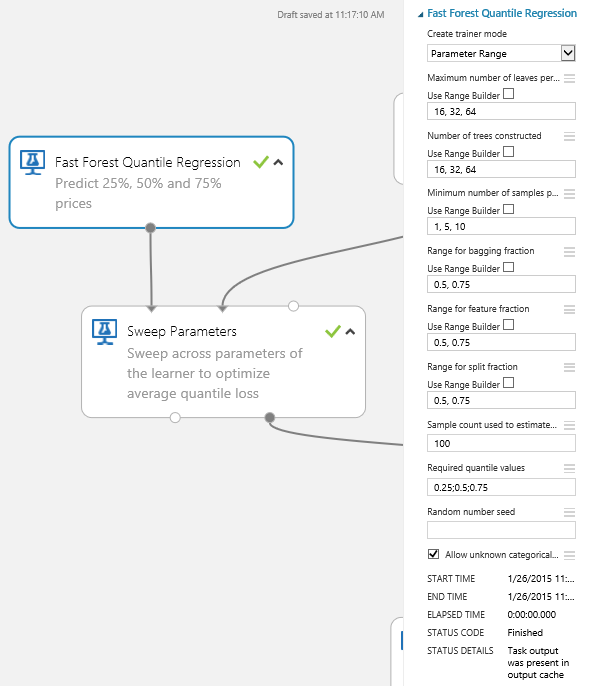 Draft saved at 11:17:10 AM
Fast Forest Quantile Regression
Predict 25%, 50% and 75%
prices
Sweep Parameters
Sweep across parameters of
the learner to optimize
average quantile loss
Fast Forest Quantile Regression
Create trainer mode
Parameter Range
Maximum number of leaves per...
Use Range Builder
16, 32, 64
Number of trees constructed
Use Range Builder
16, 32, 64
Minimum number of samples p...
Use Range Builder
1, 5, 10
Range for bagging fraction
Use Range Builder
0.5, 0.75
Range for feature fraction
Use Range Builder
0.5, 0.75
Range for split fraction
Use Range Builder
0.5, 0.75
Sample count used to estimate...
100
Required quantile values
0.25;0.5;0.75
Random number seed
Allow unknown categorical...
START TIME 1/26/2015 11:...
END TIME 1/26/2015 11:...
ELAPSED TIME 0:00:00.000
STATUS CODE Finished
STATUS DETAILS Task output
was present in
output cache